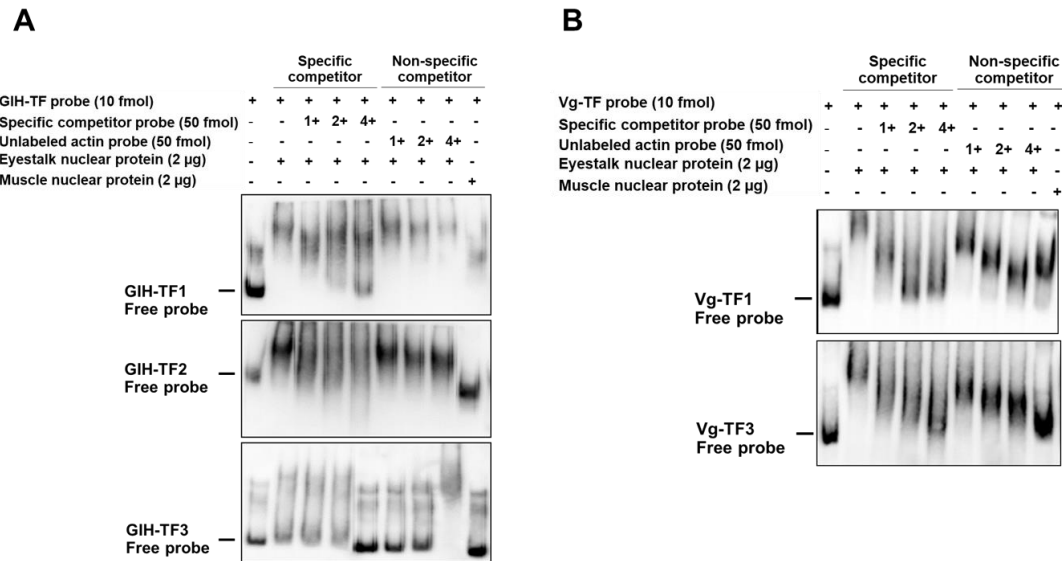 A
Specific
competitor
Non-specific
competitor
GIH-TF probe (10 fmol) + + + + + + + + +
Specific competitor probe (50 fmol) - - 1+ 2+ 4+ - - - -
Unlabeled actin probe (50 fmol) - - - - - 1+ 2+ 4+ -
Eyestalk nuclear protein (2 µg) - + + + + + + + -
Muscle nuclear protein (2 µg) - - - - - - - - +
GIH-TF1
Free probe
GIH-TF2
Free probe
GIH-TF3
Free probe
B
Specific
competitor
Non-specific
competitor
Vg-TF probe (10 fmol) + + + + + + + + +
Specific competitor probe (50 fmol) - - 1+ 2+ 4+ - - - -
Unlabeled actin probe (50 fmol) - - - - - 1+ 2+ 4+ -
Eyestalk nuclear protein (2 µg) - + + + + + + + -
Muscle nuclear protein (2 µg) - - - - - - - - +
Vg-TF1
Free probe
Vg-TF3
Free probe